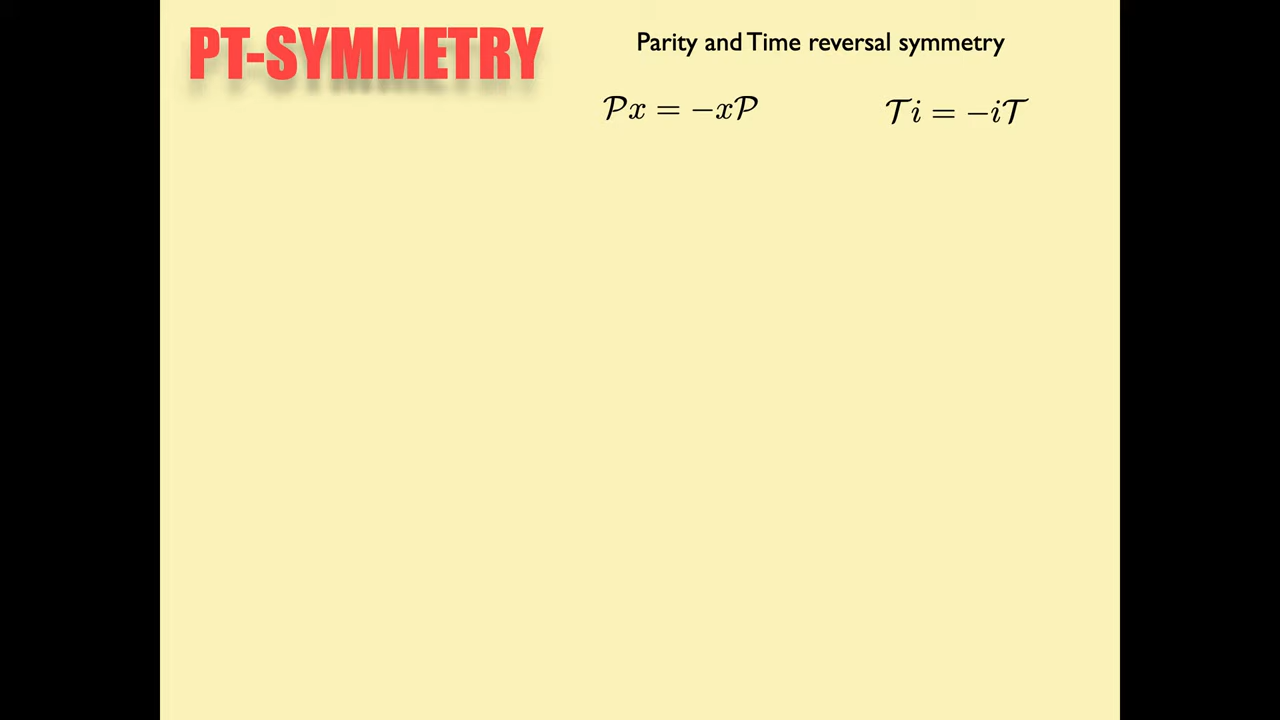 PT-SYMMETRY
Parity and Time reversal symmetry
𝒫x = −x𝒫
𝒯i = −i𝒯